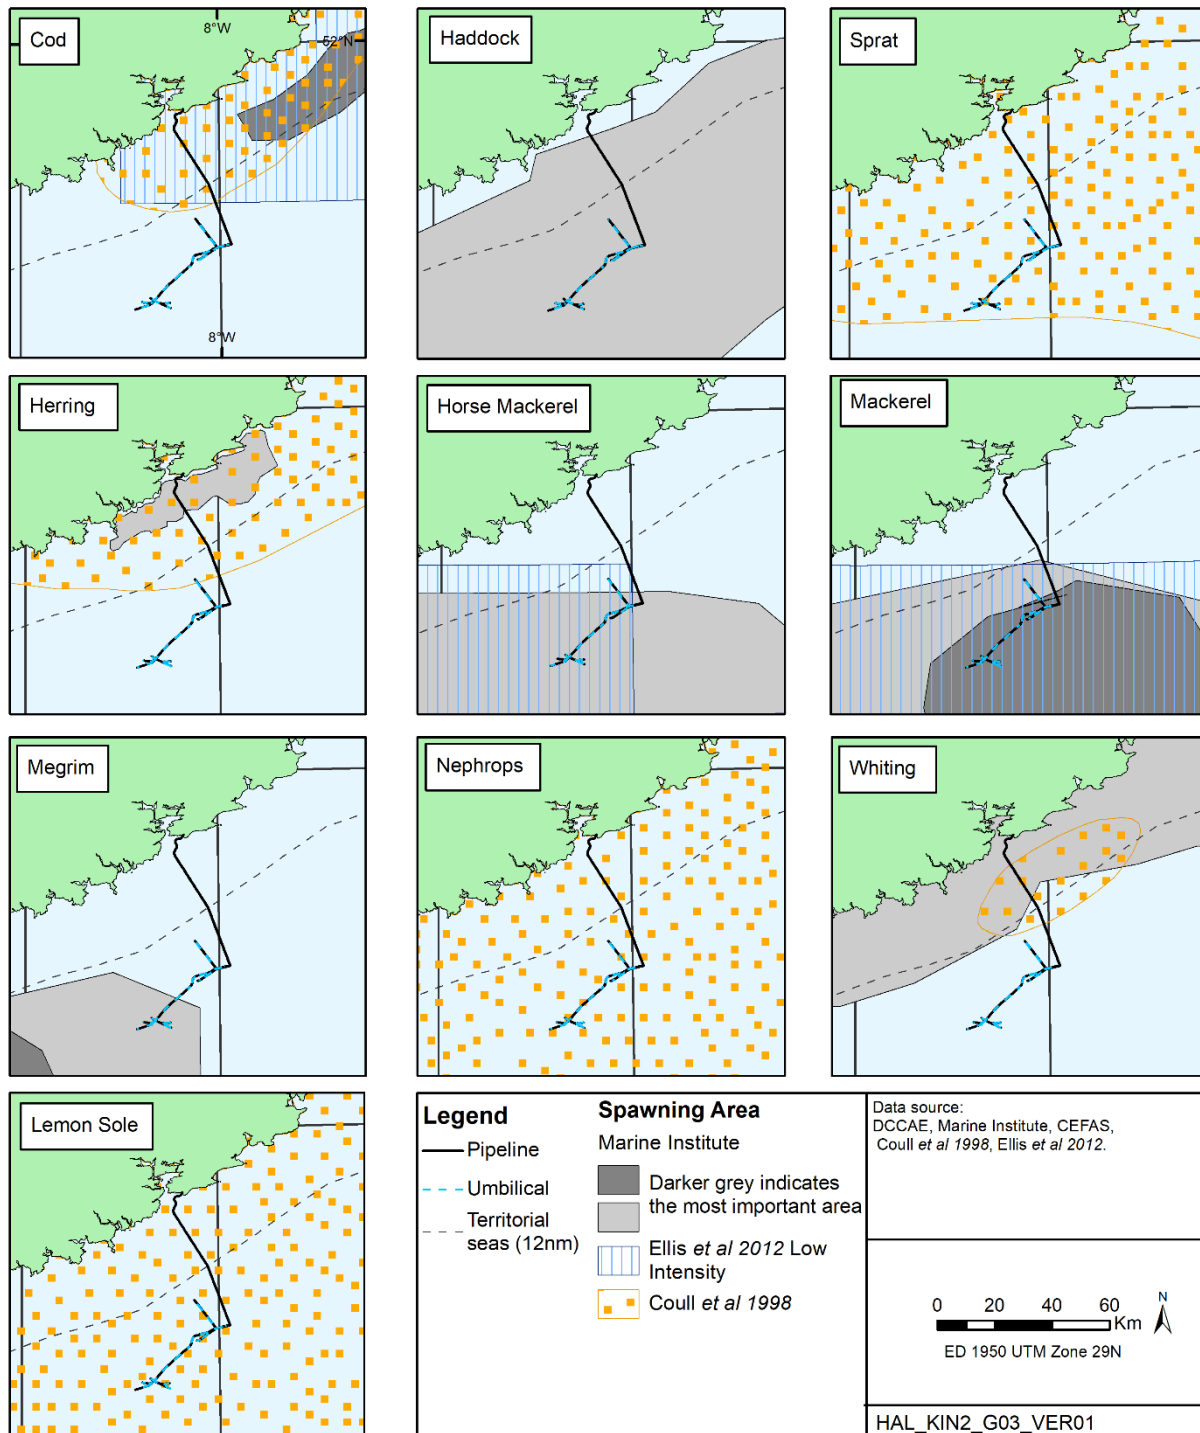 Cod
8°W
52°N
8°W
Haddock
Sprat
Herring
Horse Mackerel
Mackerel
Megrim
Nephrops
Whiting
Lemon Sole
Legend
Pipeline
Umbilical
Territorial
seas (12nm)
Spawning Area
Marine Institute
Darker grey indicates
the most important area
Ellis et al 2012 Low
Intensity
Coull et al 1998
Data source:
DCCAE, Marine Institute, CEFAS,
Coull et al 1998, Ellis et al 2012.
0 20 40 60
Km
N
ED 1950 UTM Zone 29N
HAL_KIN2_G03_VER01